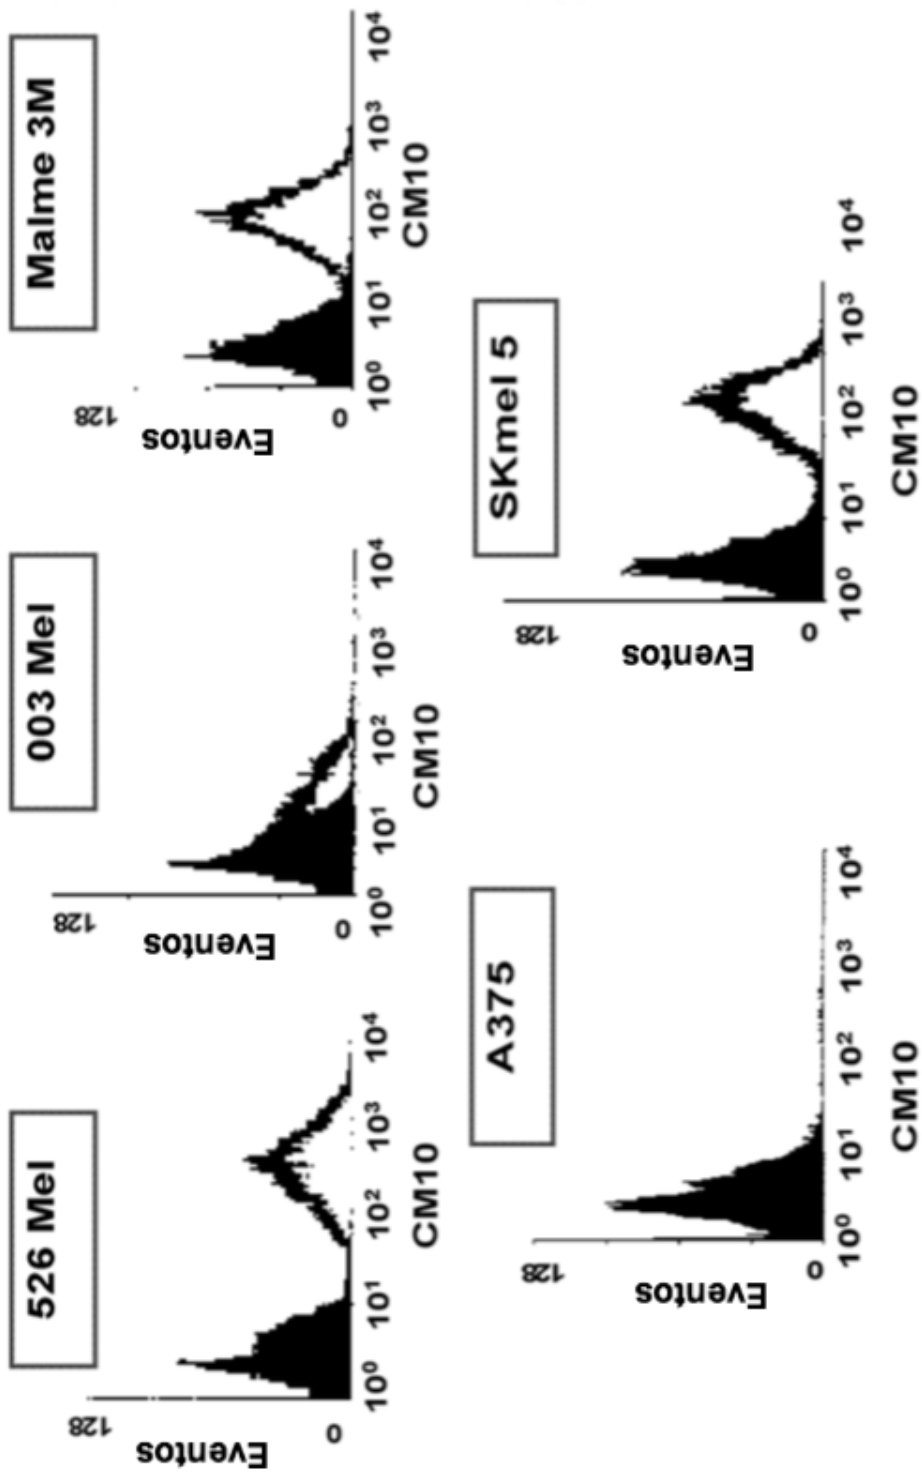 526 Mel
128
Eventos
0
10⁰ 10¹ 10² 10³ 10⁴
CM10
003 Mel
128
Eventos
0
10⁰ 10¹ 10² 10³ 10⁴
CM10
Malme 3M
128
Eventos
0
10⁰ 10¹ 10² 10³ 10⁴
CM10
A375
128
Eventos
0
10⁰ 10¹ 10² 10³ 10⁴
CM10
SKmel 5
128
Eventos
0
10⁰ 10¹ 10² 10³ 10⁴
CM10